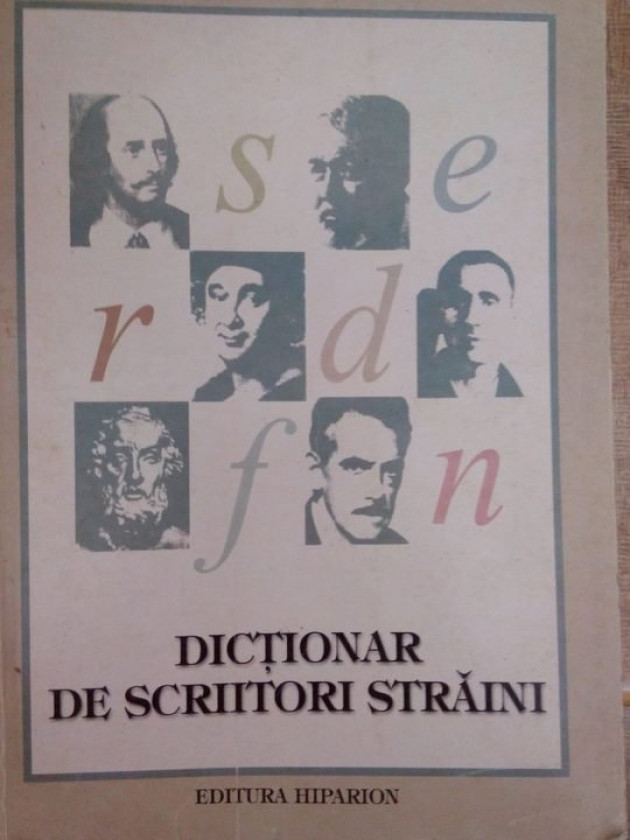 s e
r d
f n
DICȚIONAR
DE SCRIITORI STRĂINI
EDITURA HIPARION